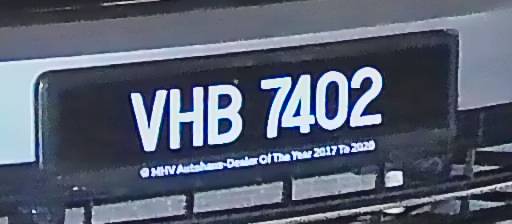 VHB 7402
MHV Autohaus-Dealer Of The Year 2017 To 2020